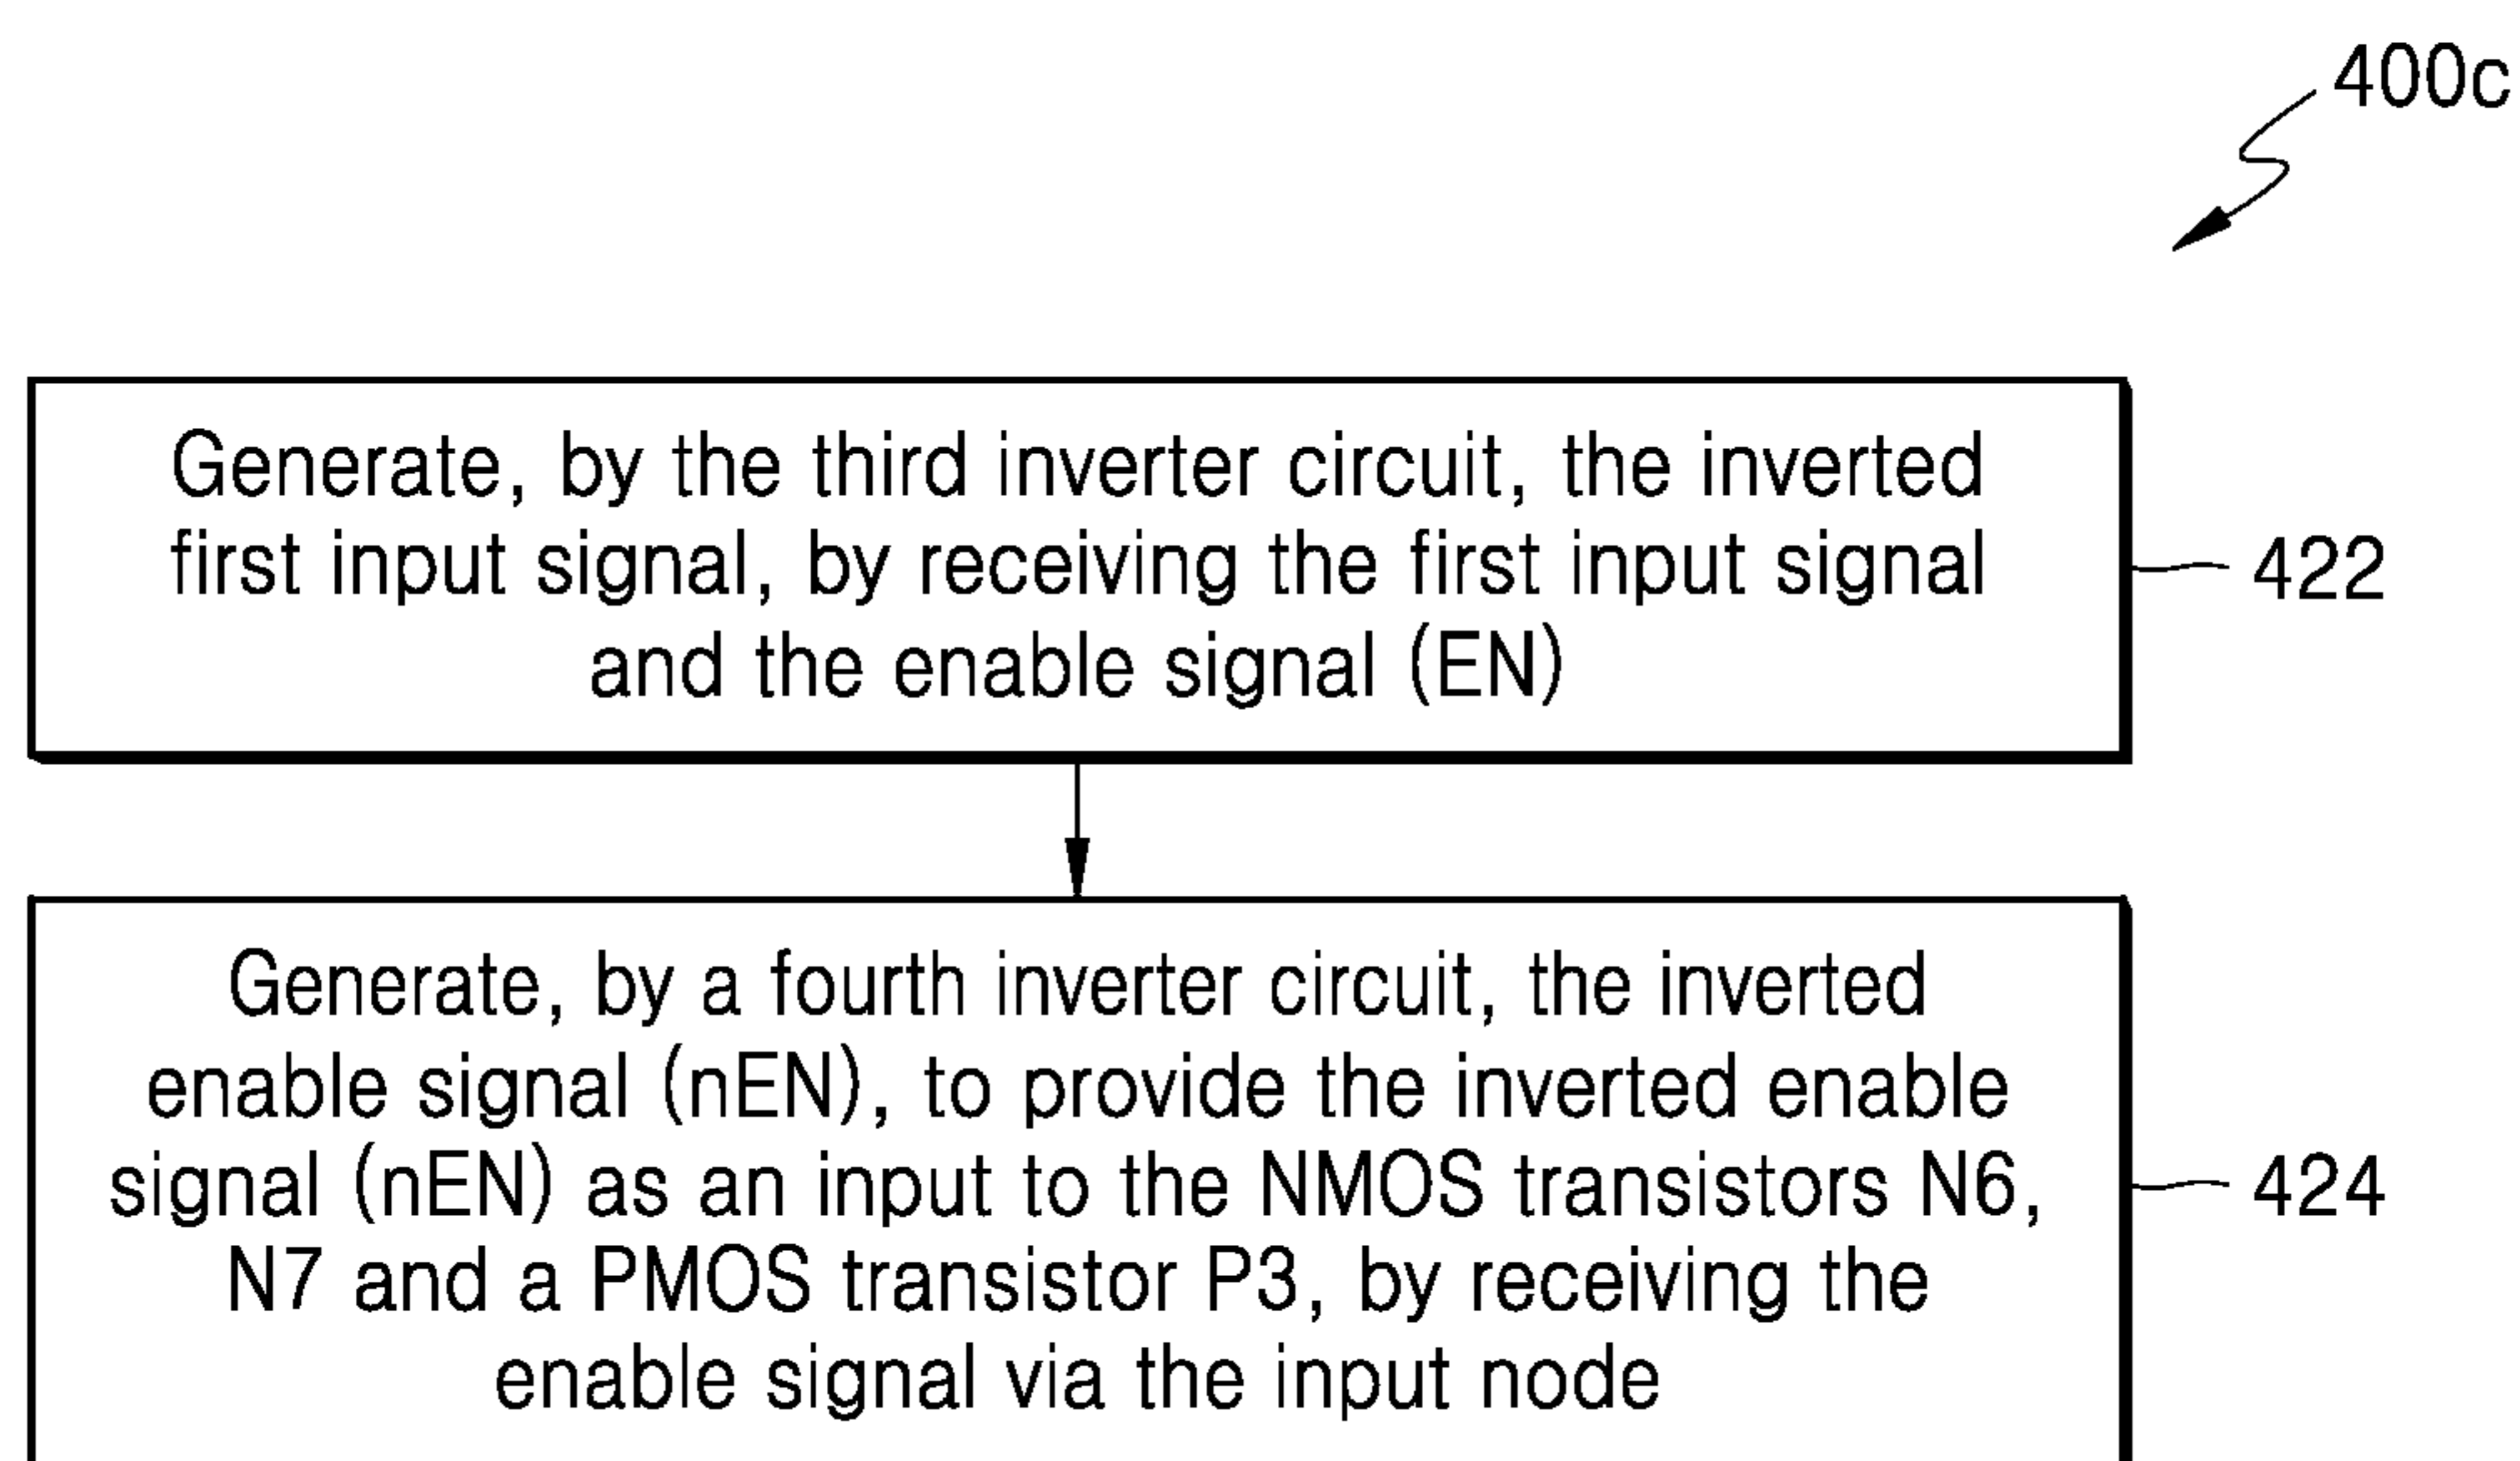 400c
Generate, by the third inverter circuit, the inverted
first input signal, by receiving the first input signal
and the enable signal (EN)
422
Generate, by a fourth inverter circuit, the inverted
enable signal (nEN), to provide the inverted enable
signal (nEN) as an input to the NMOS transistors N6,
N7 and a PMOS transistor P3, by receiving the
enable signal via the input node
424